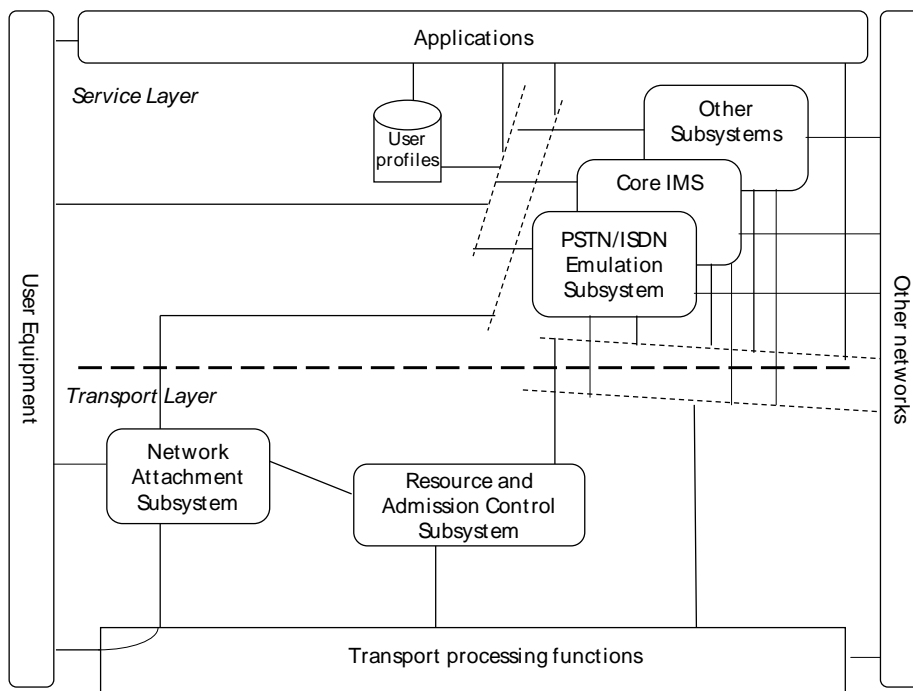 Applications
Service Layer
User
profiles
Other
Subsystems
Core IMS
PSTN/ISDN
Emulation
Subsystem
User Equipment
Other networks
Transport Layer
Network
Attachment
Subsystem
Resource and
Admission Control
Subsystem
Transport processing functions